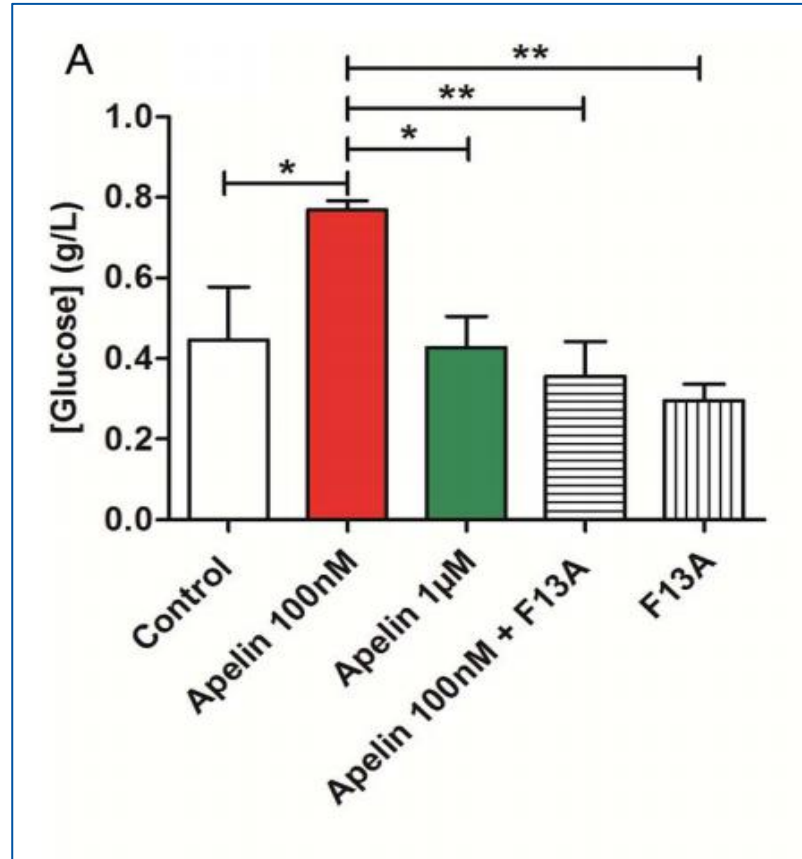 A
**
**
*
*
[Glucose] (g/L)
1.0
0.8
0.6
0.4
0.2
0.0
Control
Apelin 100nM
Apelin 1µM
Apelin 100nM + F13A
F13A